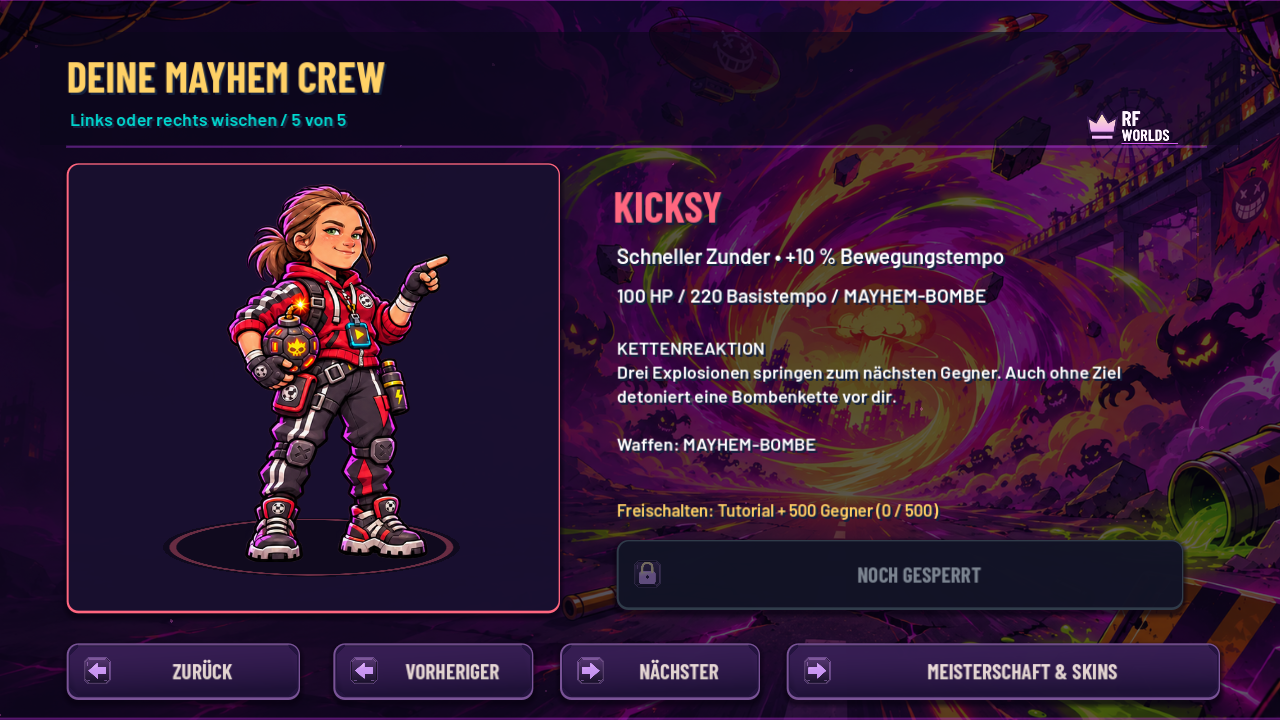 DEINE MAYHEM CREW
Links oder rechts wischen / 5 von 5
RF
WORLDS
KICKSY
Schneller Zunder • +10 % Bewegungstempo
100 HP / 220 Basistempo / MAYHEM-BOMBE
KETTENREAKTION
Drei Explosionen springen zum nächsten Gegner. Auch ohne Ziel
detoniert eine Bombenkette vor dir.
Waffen: MAYHEM-BOMBE
Freischalten: Tutorial + 500 Gegner (0 / 500)
NOCH GESPERRT
ZURÜCK
VORHERIGER
NÄCHSTER
MEISTERSCHAFT & SKINS